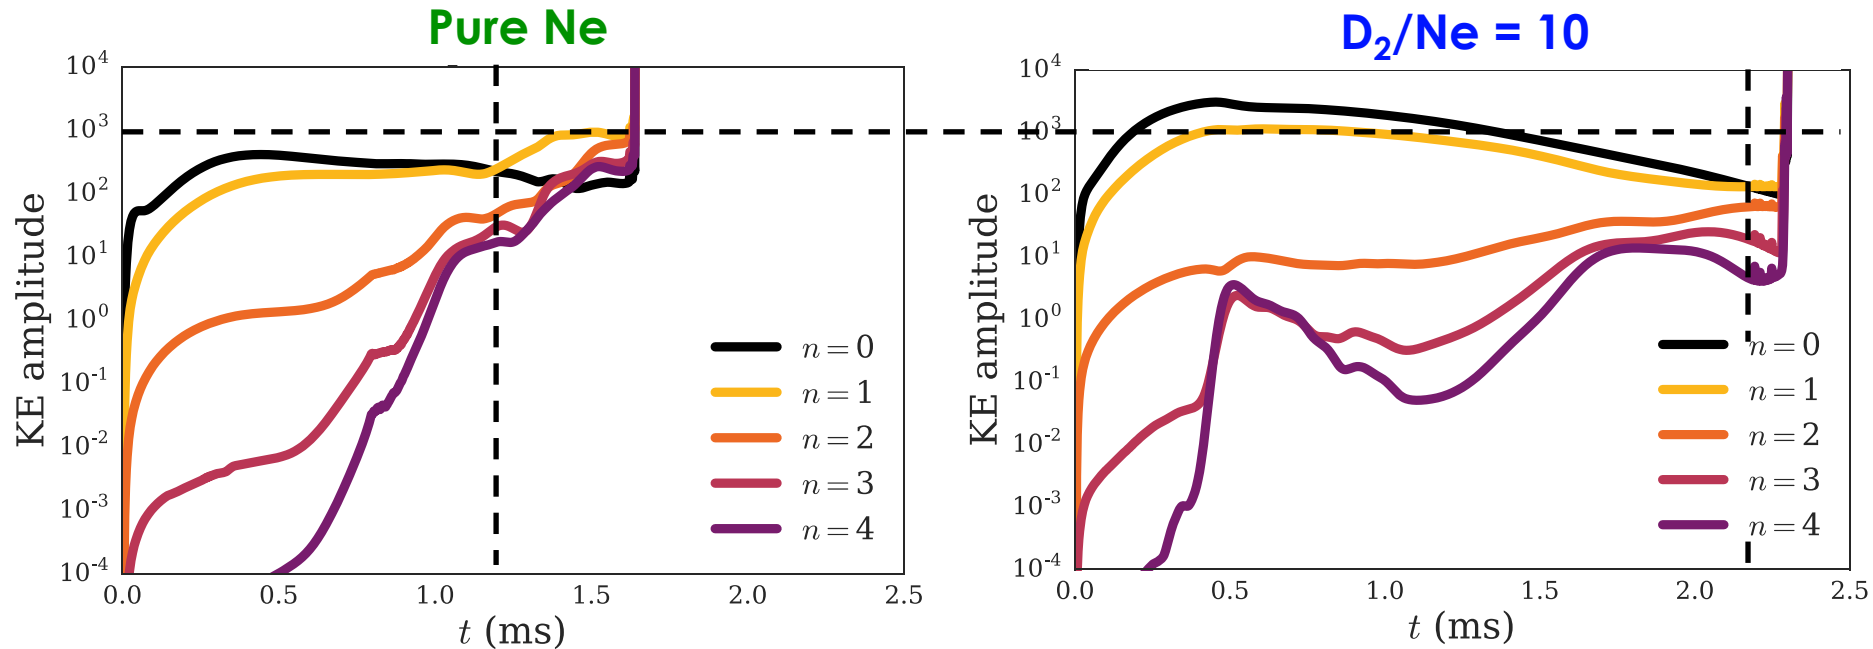 Pure Ne
KE amplitude
10^4
10^3
10^2
10^1
10^0
10^-1
10^-2
10^-3
10^-4
n = 0
n = 1
n = 2
n = 3
n = 4
0.0 0.5 1.0 1.5 2.0 2.5
t (ms)
D₂/Ne = 10
KE amplitude
10^4
10^3
10^2
10^1
10^0
10^-1
10^-2
10^-3
10^-4
n = 0
n = 1
n = 2
n = 3
n = 4
0.0 0.5 1.0 1.5 2.0 2.5
t (ms)